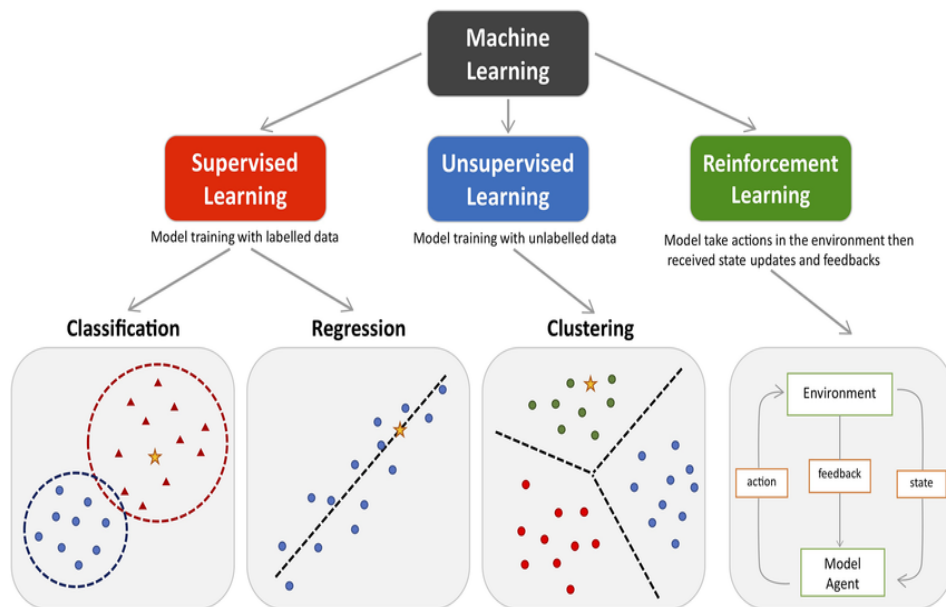 Machine
Learning
Supervised
Learning
Unsupervised
Learning
Reinforcement
Learning
Model training with labelled data
Model training with unlabelled data
Model take actions in the environment then
received state updates and feedbacks
Classification
Regression
Clustering
Environment
action
feedback
state
Model
Agent